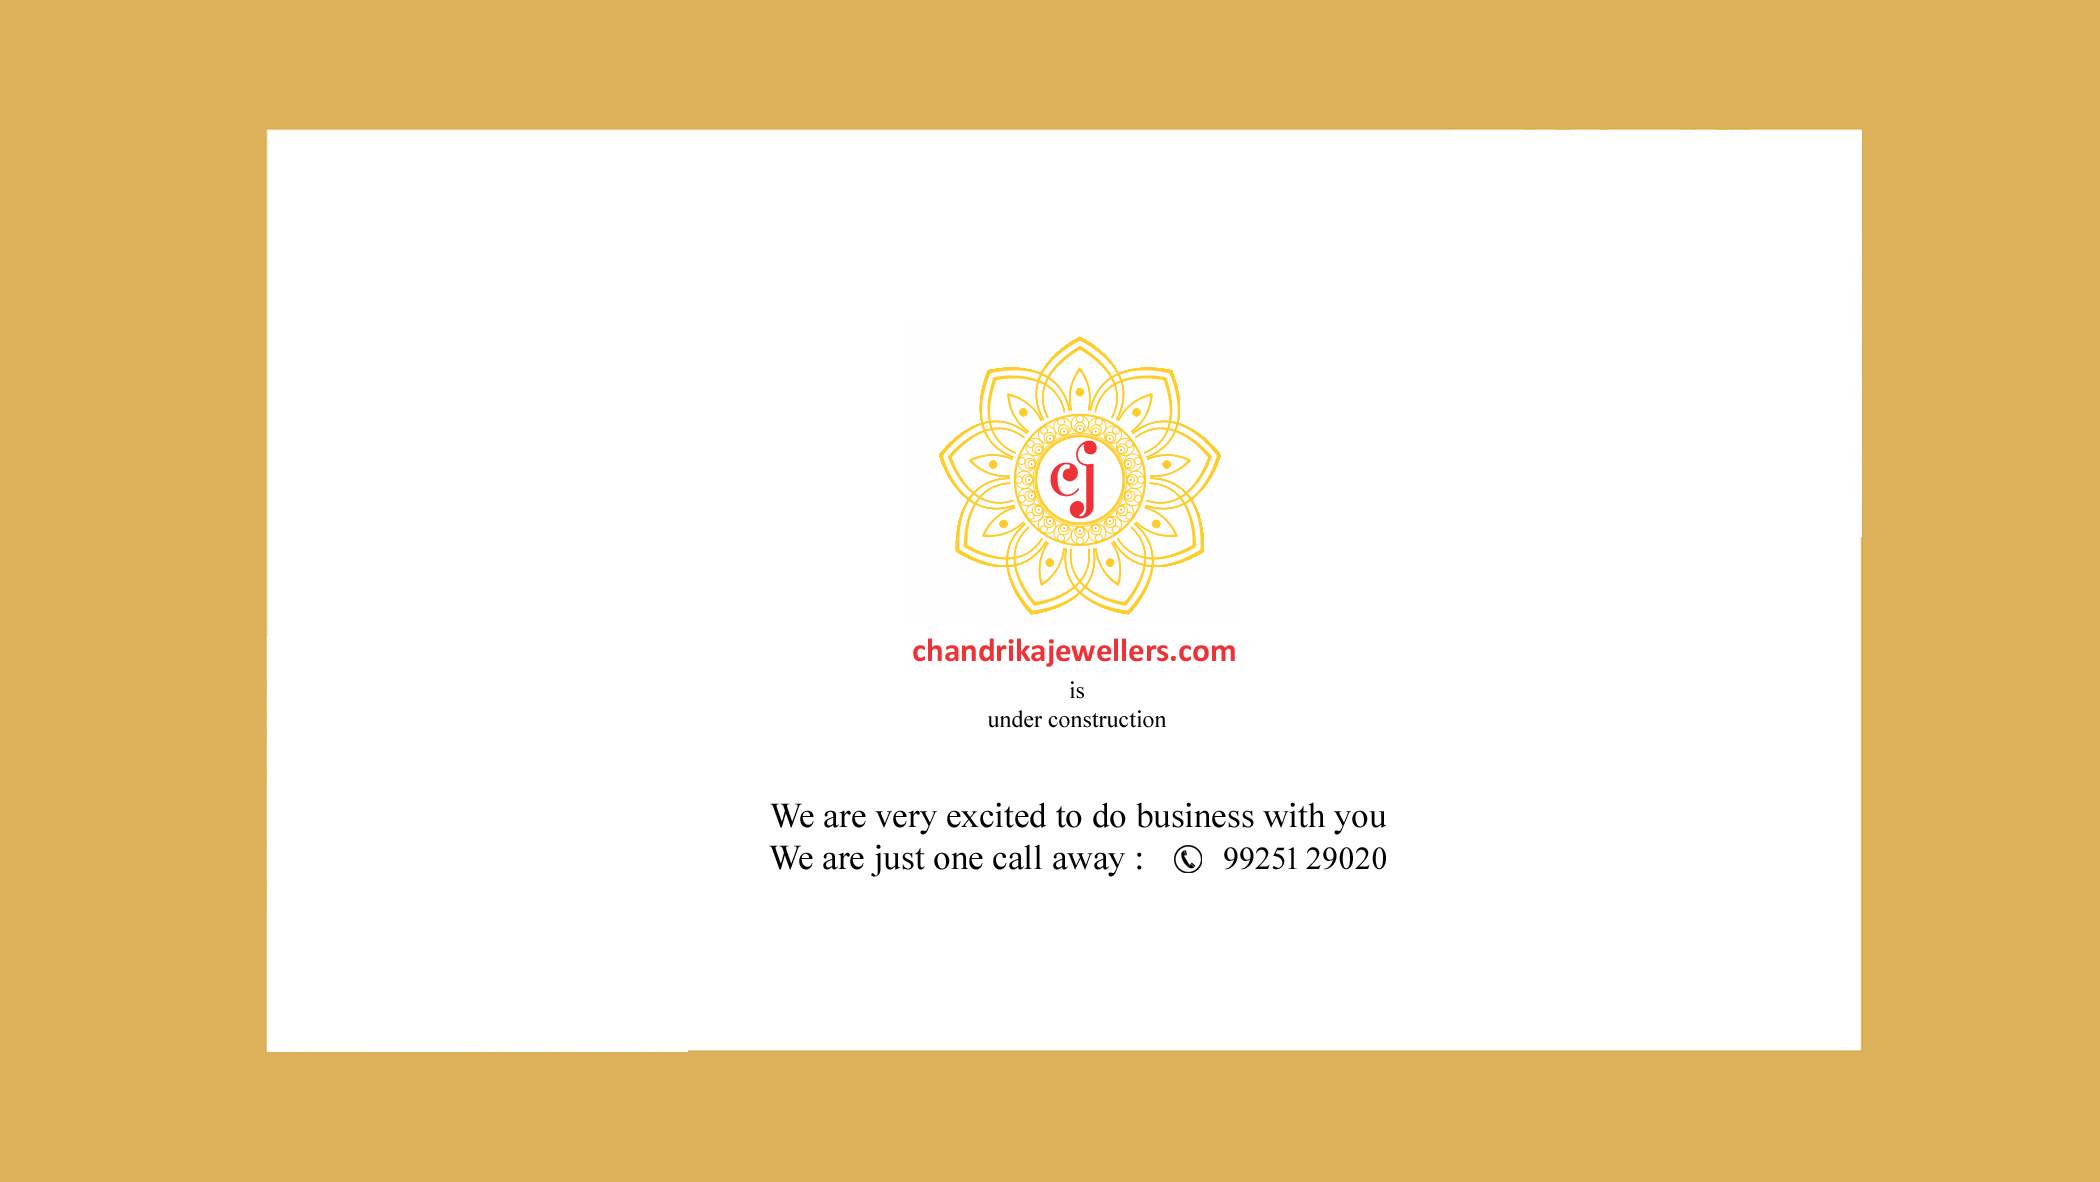 cj
chandrikajewellers.com
is
under construction
We are very excited to do business with you
We are just one call away : 99251 29020